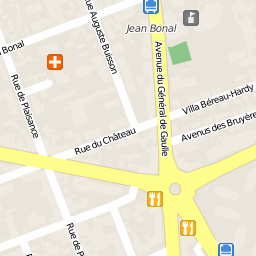 Jean Bonal
Bonal
ue Auguste Buisson
Avenue du Général de Gaulle
Rue de Plaisance
Villa Béreau-Hardy
Avenue des Bruyère
Rue du Château
Rue de P